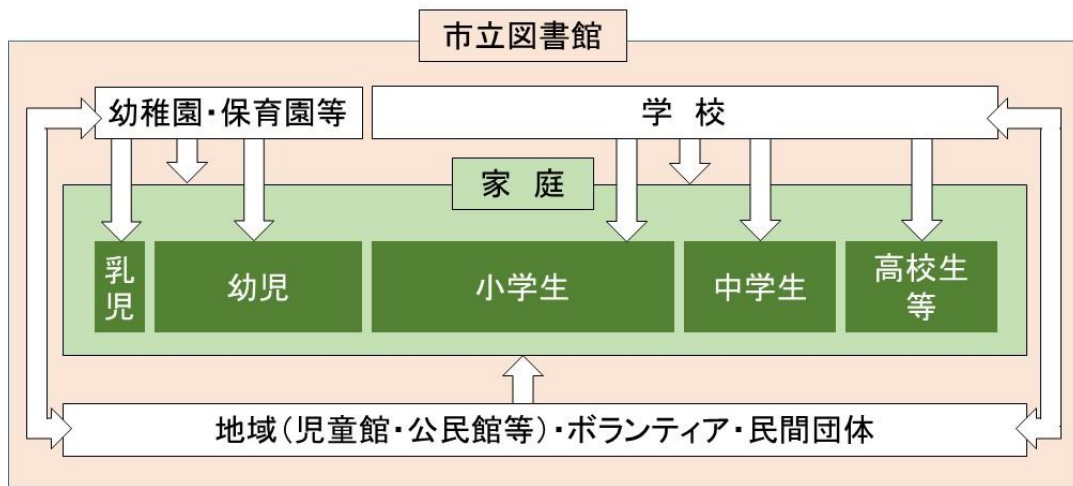 市立図書館
幼稚園・保育園等
学 校
家 庭
乳
児
幼児
小学生
中学生
高校生
等
地域(児童館・公民館等)・ボランティア・民間団体